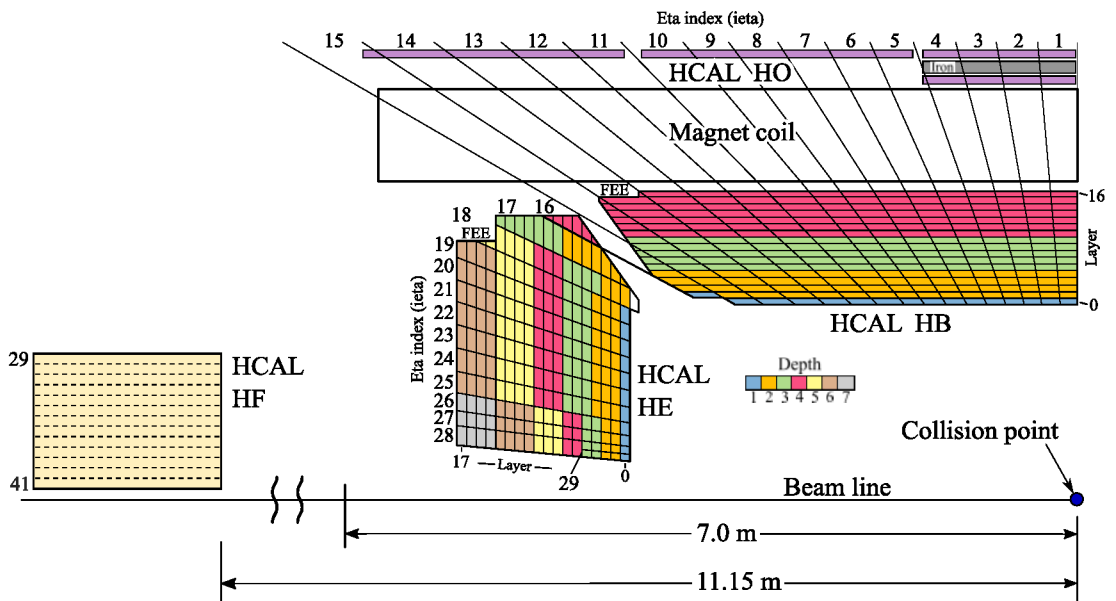 Eta index (ieta)
15 14 13 12 11 10 9 8 7 6 5 4 3 2 1
HCAL HO
Iron
Magnet coil
FEE
16
Layer
0
HCAL HB
17 16
18
FEE
19
20
21
22
23
24
25
26
27
28
Eta index (ieta)
HCAL
HE
17
Layer
29
0
Depth
1 2 3 4 5 6 7
29
HCAL
HF
41
Collision point
Beam line
7.0 m
11.15 m